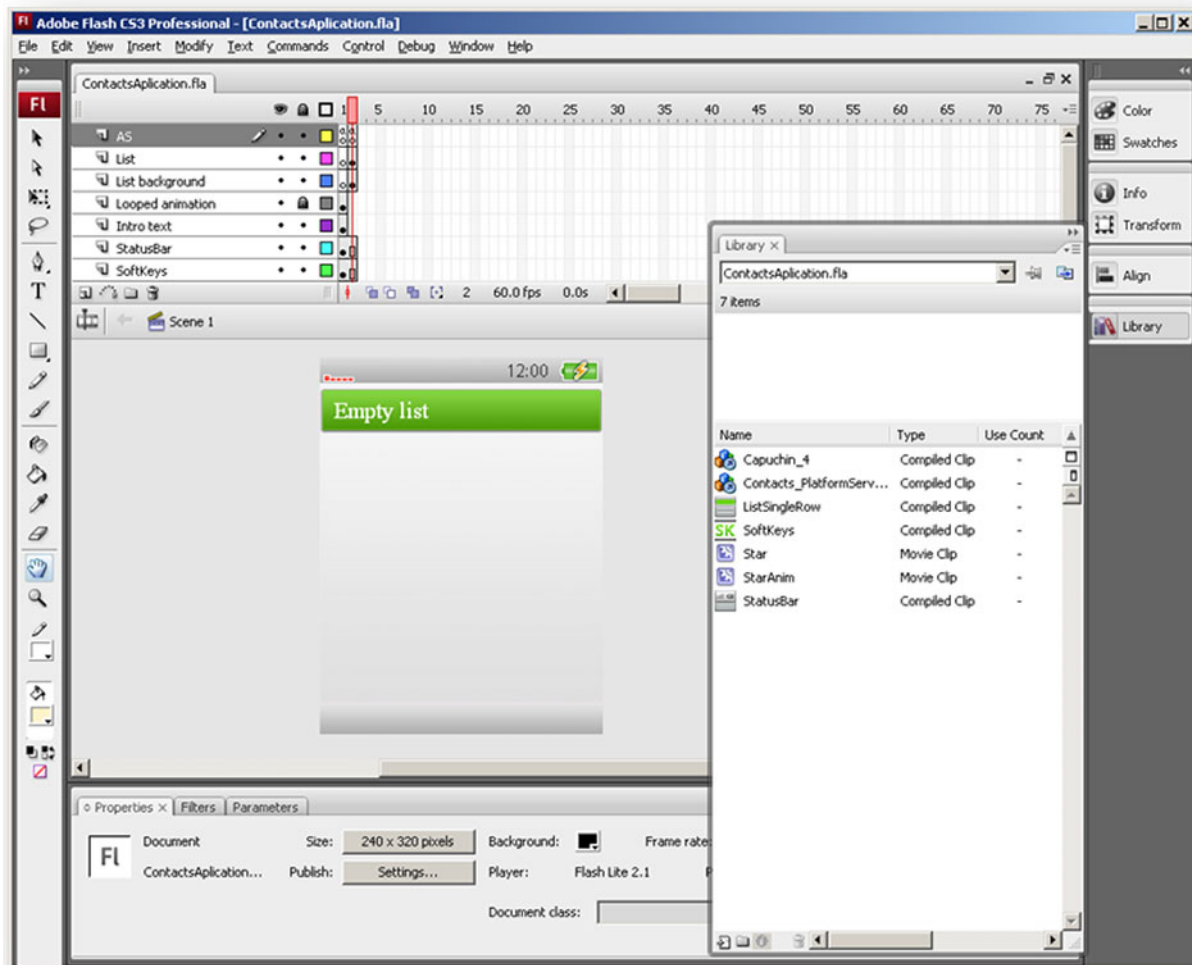 Fl Adobe Flash CS3 Professional - [ContactsAplication.fla]
File Edit View Insert Modify Text Commands Control Debug Window Help
ContactsAplication.fla
Fl
1 5 10 15 20 25 30 35 40 45 50 55 60 65 70 75
AS
List
List background
Looped animation
Intro text
StatusBar
SoftKeys
2 60.0 fps 0.0s
Scene 1
12:00
Empty list
T
Properties Filters Parameters
Fl
Document Size: 240 x 320 pixels Background: Frame rate:
ContactsAplication... Publish: Settings... Player: Flash Lite 2.1 P
Document class:
Library
ContactsAplication.fla
7 items
Name Type Use Count
Capuchin_4 Compiled Clip -
Contacts_PlatformServ... Compiled Clip -
ListSingleRow Compiled Clip -
SK SoftKeys Compiled Clip -
Star Movie Clip -
StarAnim Movie Clip -
StatusBar Compiled Clip -
Color
Swatches
Info
Transform
Align
Library